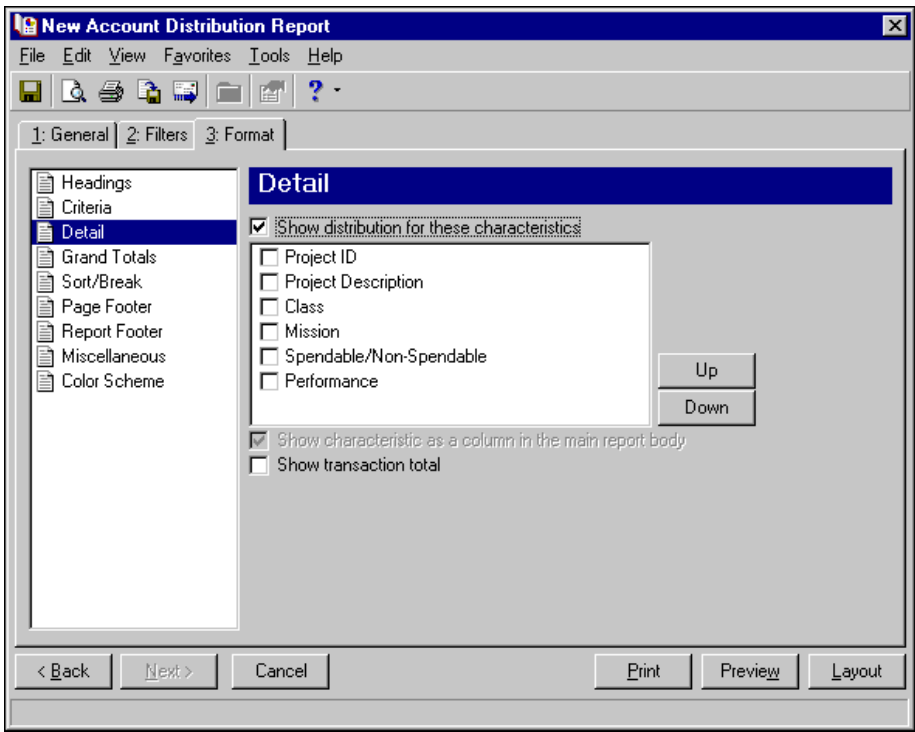 New Account Distribution Report
File Edit View Favorites Tools Help
?
1: General 2: Filters 3: Format
Headings
Criteria
Detail
Grand Totals
Sort/Break
Page Footer
Report Footer
Miscellaneous
Color Scheme
Detail
Show distribution for these characteristics
Project ID
Project Description
Class
Mission
Spendable/Non-Spendable
Performance
Up
Down
Show characteristic as a column in the main report body
Show transaction total
< Back Next > Cancel Print Preview Layout